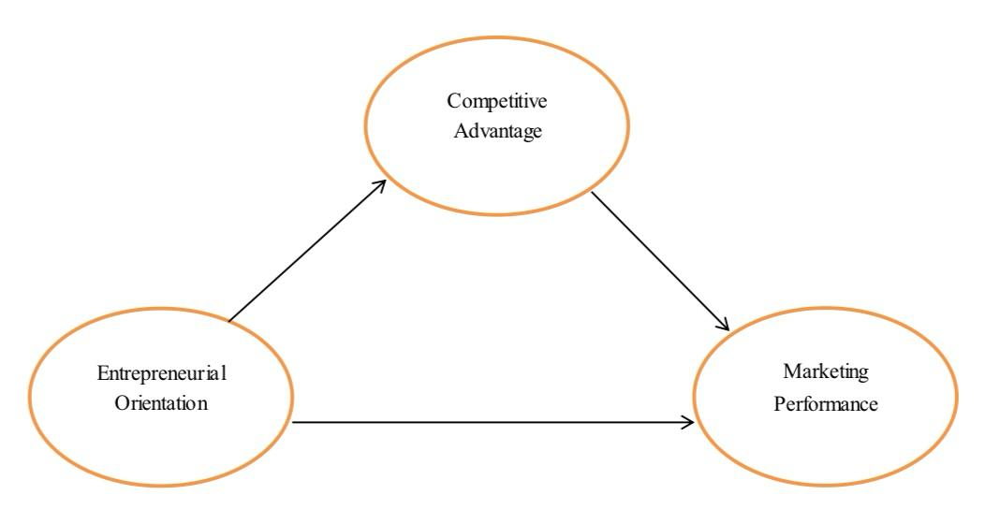 Competitive
Advantage
Entrepreneurial
Orientation
Marketing
Performance